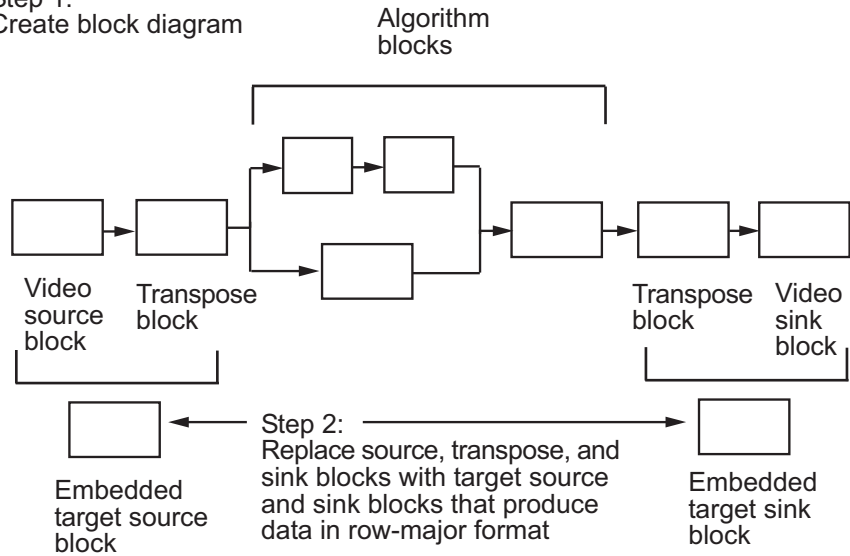 Step 1:
Create block diagram
Algorithm
blocks
Video
source
block
Transpose
block
Transpose
block
Video
sink
block
Step 2:
Replace source, transpose, and
sink blocks with target source
and sink blocks that produce
data in row-major format
Embedded
target source
block
Embedded
target sink
block